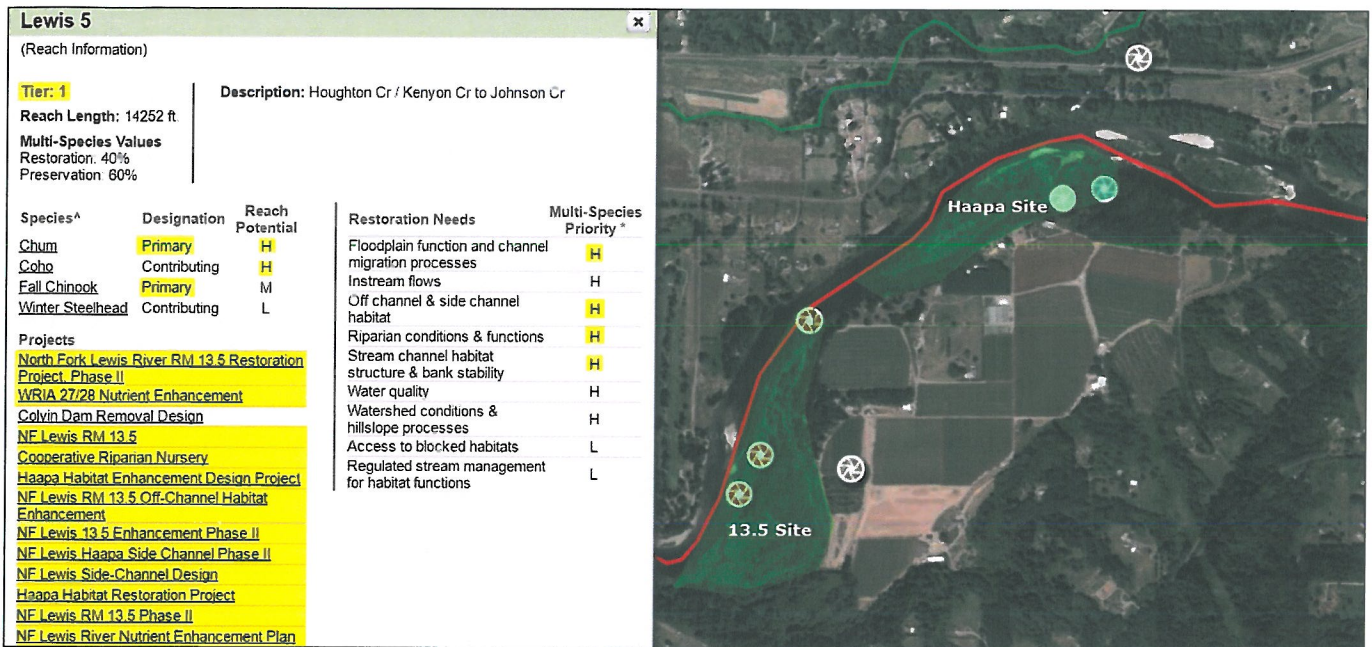 Lewis 5
x
(Reach Information)
Tier: 1
Reach Length: 14252 ft.
Multi-Species Values
Restoration: 40%
Preservation: 60%
Description: Houghton Cr / Kenyon Cr to Johnson Cr
Species^ Designation Reach Potential
Chum Primary H
Coho Contributing H
Fall Chinook Primary M
Winter Steelhead Contributing L
Projects
North Fork Lewis River RM 13.5 Restoration
Project, Phase II
WRIA 27/28 Nutrient Enhancement
Colvin Dam Removal Design
NF Lewis RM 13.5
Cooperative Riparian Nursery
Haapa Habitat Enhancement Design Project
NF Lewis RM 13.5 Off-Channel Habitat
Enhancement
NF Lewis 13.5 Enhancement Phase II
NF Lewis Haapa Side Channel Phase II
NF Lewis Side-Channel Design
Haapa Habitat Restoration Project
NF Lewis RM 13.5 Phase II
NF Lewis River Nutrient Enhancement Plan
Restoration Needs Multi-Species Priority *
Floodplain function and channel
migration processes H
Instream flows H
Off channel & side channel
habitat H
Riparian conditions & functions H
Stream channel habitat
structure & bank stability H
Water quality H
Watershed conditions &
hillslope processes H
Access to blocked habitats L
Regulated stream management
for habitat functions L
Haapa Site
13.5 Site